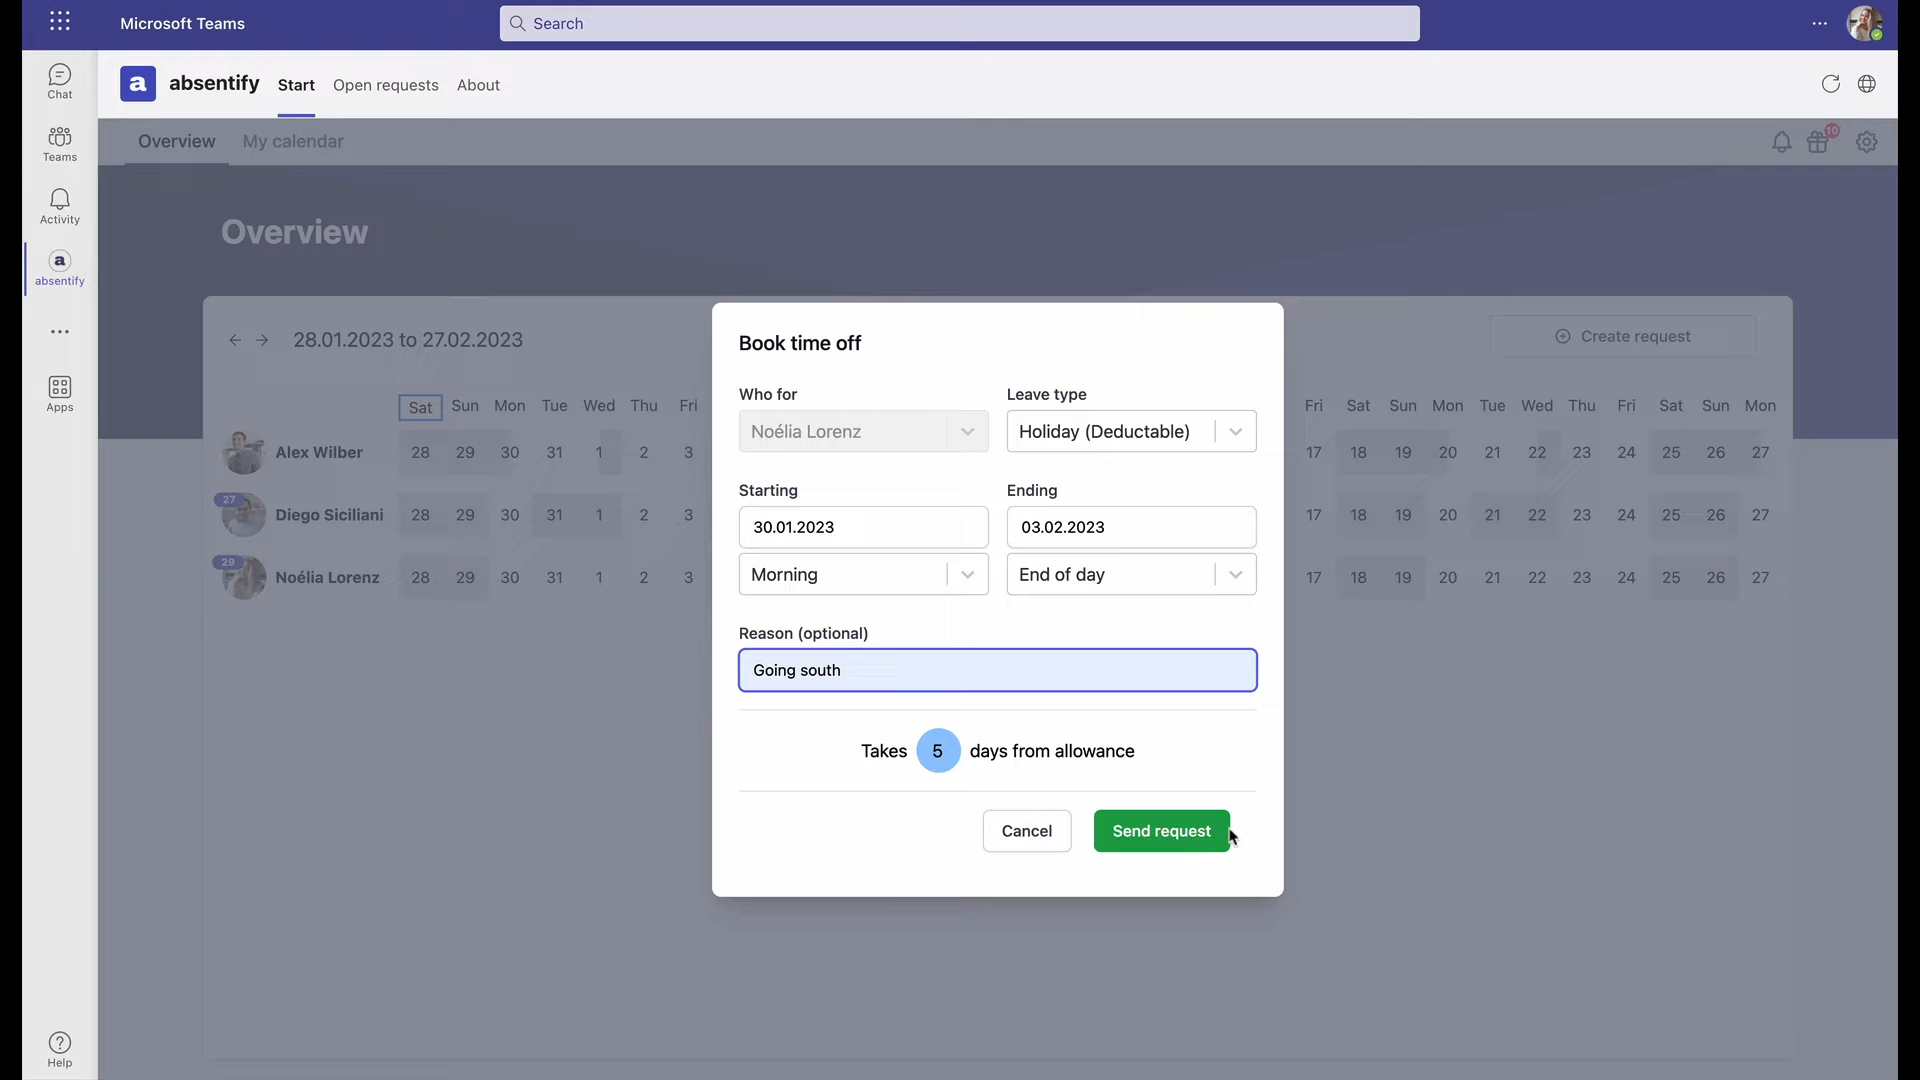 Microsoft Teams
Search
Chat
Teams
Activity
a
absentify
Apps
Help
a absentify Start Open requests About
Overview My calendar
10
Overview
28.01.2023 to 27.02.2023
Create request
Sat Sun Mon Tue Wed Thu Fri Fri Sat Sun Mon Tue Wed Thu Fri Sat Sun Mon
Alex Wilber 28 29 30 31 1 2 3 17 18 19 20 21 22 23 24 25 26 27
27
Diego Siciliani 28 29 30 31 1 2 3 17 18 19 20 21 22 23 24 25 26 27
29
Noélia Lorenz 28 29 30 31 1 2 3 17 18 19 20 21 22 23 24 25 26 27
Book time off
Who for Leave type
Noélia Lorenz Holiday (Deductable)
Starting Ending
30.01.2023 03.02.2023
Morning End of day
Reason (optional)
Going south
Takes 5 days from allowance
Cancel Send request